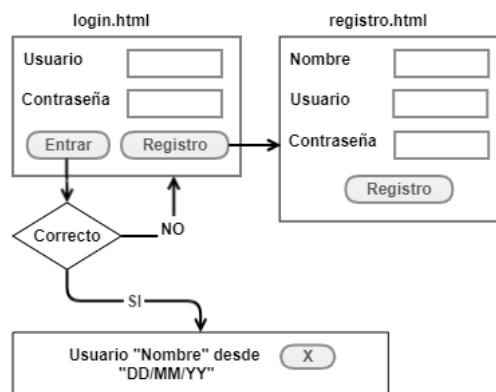 login.html
Usuario
Contraseña
Entrar
Registro
registro.html
Nombre
Usuario
Contraseña
Registro
Correcto
NO
SI
Usuario "Nombre" desde
"DD/MM/YY"
X